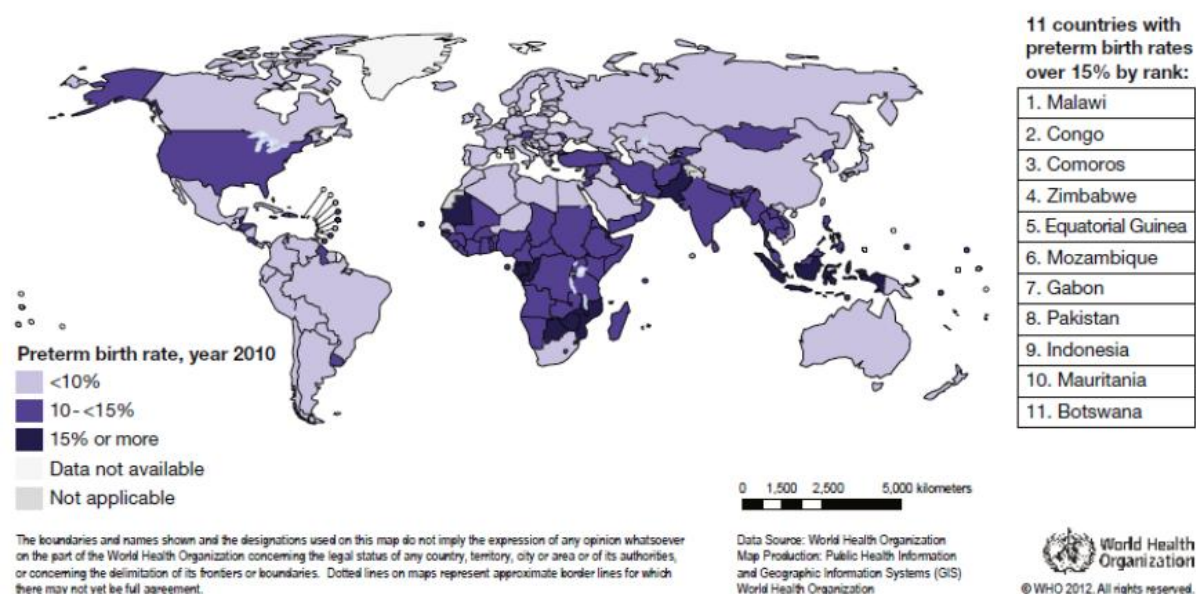 11 countries with
preterm birth rates
over 15% by rank:
1. Malawi
2. Congo
3. Comoros
4. Zimbabwe
5. Equatorial Guinea
6. Mozambique
7. Gabon
8. Pakistan
9. Indonesia
10. Mauritania
11. Botswana
Preterm birth rate, year 2010
<10%
10-<15%
15% or more
Data not available
Not applicable
0 1,500 2,500 5,000 kilometers
The boundaries and names shown and the designations used on this map do not imply the expression of any opinion whatsoever
on the part of the World Health Organization concerning the legal status of any country, territory, city or area or of its authorities,
or concerning the delimitation of its frontiers or boundaries. Dotted lines on maps represent approximate border lines for which
there may not yet be full agreement.
Data Source: World Health Organization
Map Production: Public Health Information
and Geographic Information Systems (GIS)
World Health Organization
World Health
Organization
© WHO 2012. All rights reserved.